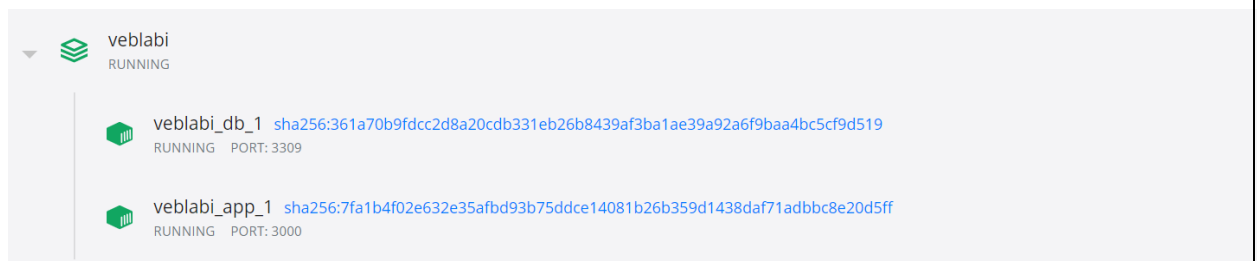 veblabi
RUNNING
veblabi_db_1 sha256:361a70b9fdcc2d8a20cdb331eb26b8439af3ba1ae39a92a6f9baa4bc5cf9d519
RUNNING PORT: 3309
veblabi_app_1 sha256:7fa1b4f02e632e35afbd93b75ddce14081b26b359d1438daf71adbbc8e20d5ff
RUNNING PORT: 3000